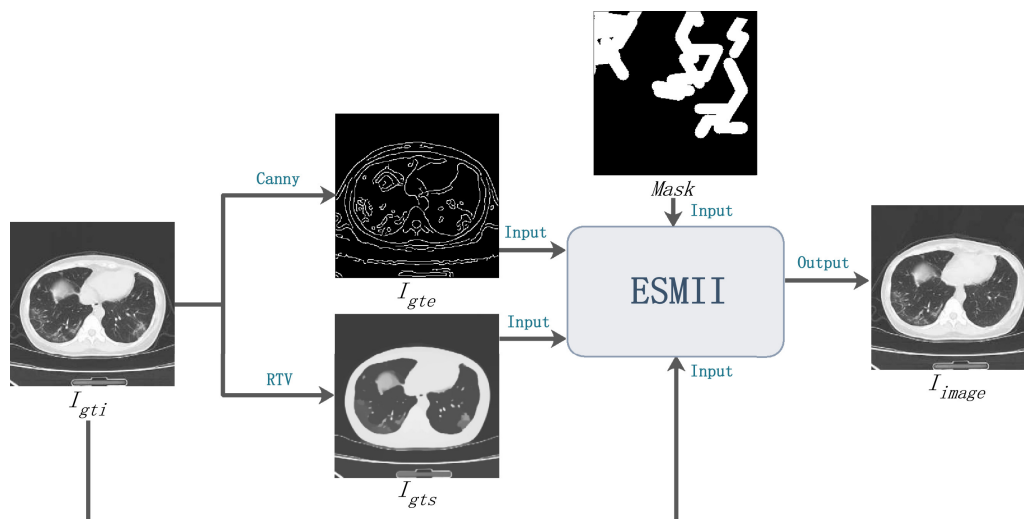 Mask
Canny
Input
Input
I_gte
ESMII
Output
I_gti
RTV
Input
Input
I_gts
I_image